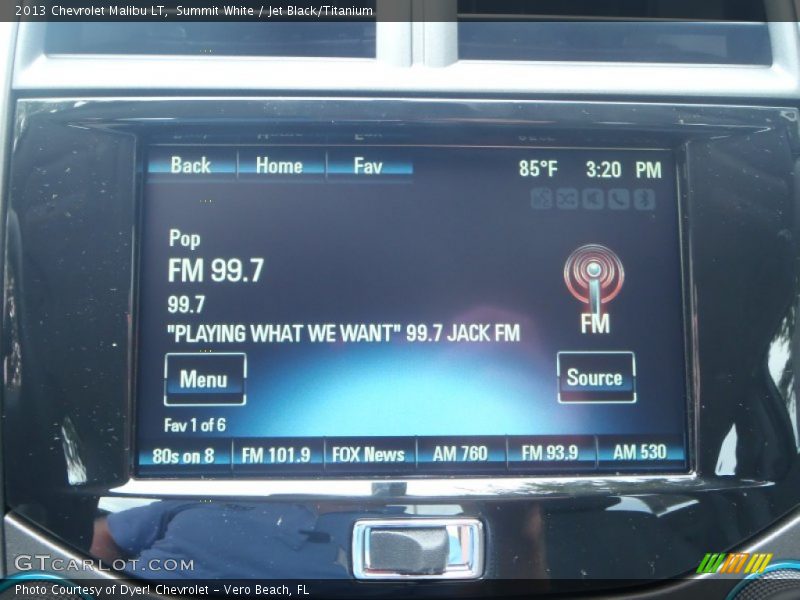 2013 Chevrolet Malibu LT, Summit White / Jet Black/Titanium
Back Home Fav 85°F 3:20 PM
Pop
FM 99.7
99.7
FM
"PLAYING WHAT WE WANT" 99.7 JACK FM
Menu Source
Fav 1 of 6
80s on 8 FM 101.9 FOX News AM 760 FM 93.9 AM 530
GTCARLOT.COM
Photo Courtesy of Dyer! Chevrolet - Vero Beach, FL